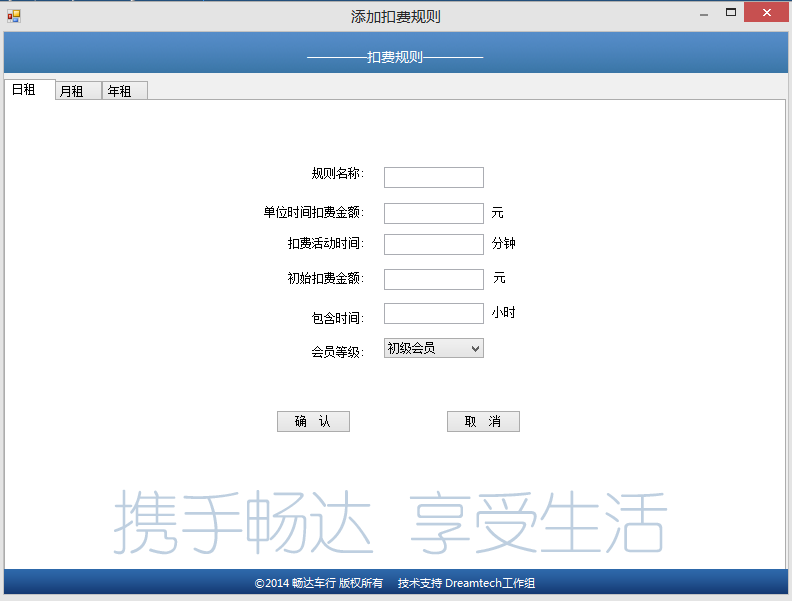 添加扣费规则
—————扣费规则—————
日租 月租 年租
规则名称:
单位时间扣费金额: 元
扣费活动时间: 分钟
初始扣费金额: 元
包含时间: 小时
会员等级: 初级会员
确 认 取 消
携手畅达 享受生活
©2014 畅达车行 版权所有 技术支持 Dreamtech工作组